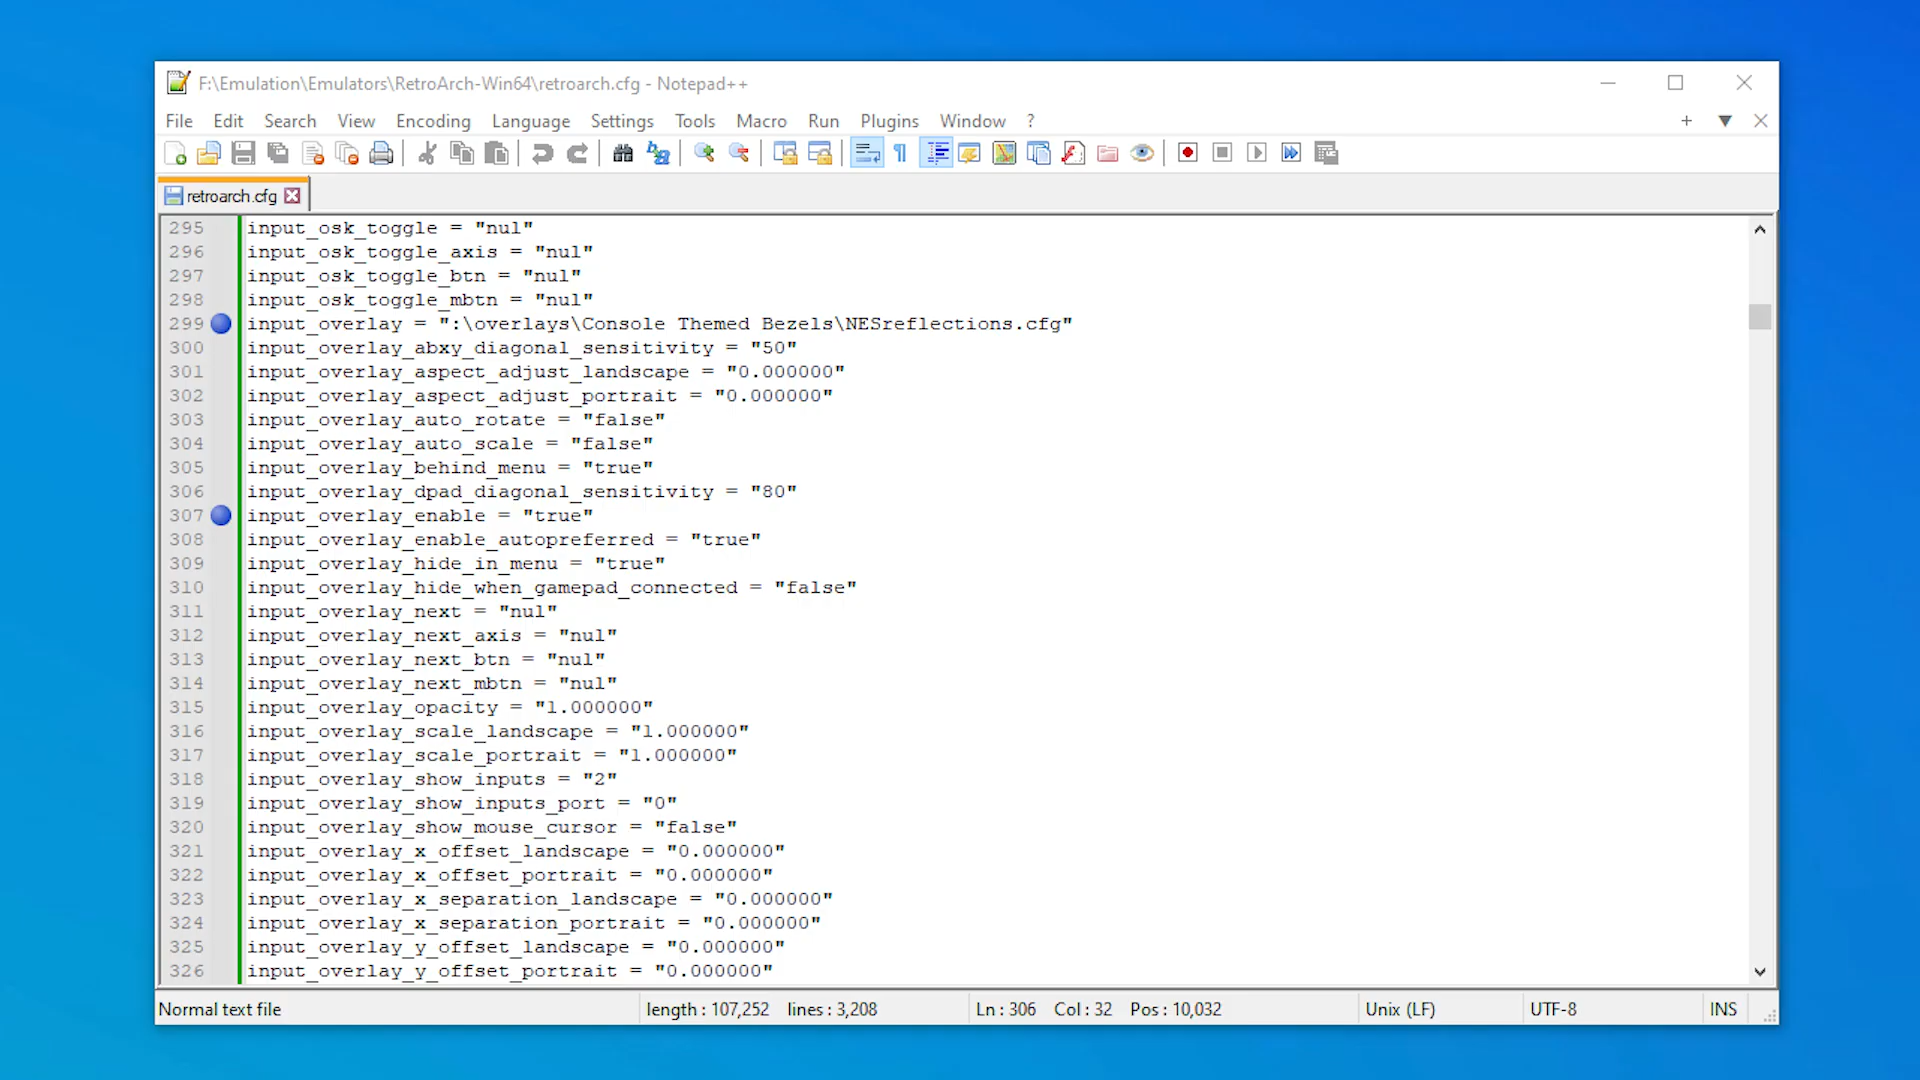 F:\Emulation\Emulators\RetroArch-Win64\retroarch.cfg - Notepad++
File Edit Search View Encoding Language Settings Tools Macro Run Plugins Window ?
retroarch.cfg
295 input_osk_toggle = "nul"
296 input_osk_toggle_axis = "nul"
297 input_osk_toggle_btn = "nul"
298 input_osk_toggle_mbtn = "nul"
299 input_overlay = ":\overlays\Console Themed Bezels\NESreflections.cfg"
300 input_overlay_abxy_diagonal_sensitivity = "50"
301 input_overlay_aspect_adjust_landscape = "0.000000"
302 input_overlay_aspect_adjust_portrait = "0.000000"
303 input_overlay_auto_rotate = "false"
304 input_overlay_auto_scale = "false"
305 input_overlay_behind_menu = "true"
306 input_overlay_dpad_diagonal_sensitivity = "80"
307 input_overlay_enable = "true"
308 input_overlay_enable_autopreferred = "true"
309 input_overlay_hide_in_menu = "true"
310 input_overlay_hide_when_gamepad_connected = "false"
311 input_overlay_next = "nul"
312 input_overlay_next_axis = "nul"
313 input_overlay_next_btn = "nul"
314 input_overlay_next_mbtn = "nul"
315 input_overlay_opacity = "1.000000"
316 input_overlay_scale_landscape = "1.000000"
317 input_overlay_scale_portrait = "1.000000"
318 input_overlay_show_inputs = "2"
319 input_overlay_show_inputs_port = "0"
320 input_overlay_show_mouse_cursor = "false"
321 input_overlay_x_offset_landscape = "0.000000"
322 input_overlay_x_offset_portrait = "0.000000"
323 input_overlay_x_separation_landscape = "0.000000"
324 input_overlay_x_separation_portrait = "0.000000"
325 input_overlay_y_offset_landscape = "0.000000"
326 input_overlay_y_offset_portrait = "0.000000"
Normal text file length : 107,252 lines : 3,208 Ln : 306 Col : 32 Pos : 10,032 Unix (LF) UTF-8 INS